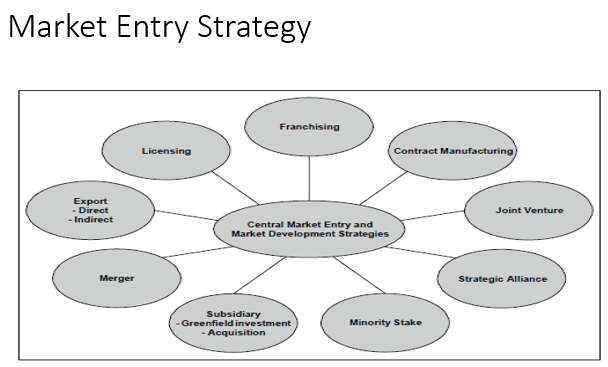 Market Entry Strategy
Franchising
Licensing
Contract Manufacturing
Export
- Direct
- Indirect
Joint Venture
Central Market Entry and
Market Development Strategies
Merger
Strategic Alliance
Subsidiary
- Greenfield investment
- Acquisition
Minority Stake